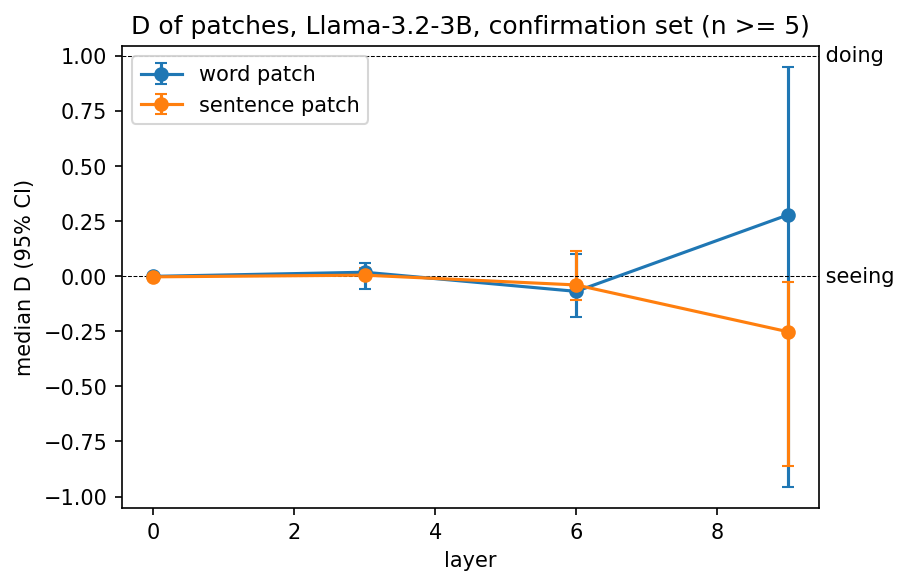 D of patches, Llama-3.2-3B, confirmation set (n >= 5)
word patch
sentence patch
doing
seeing
median D (95% CI)
1.00
0.75
0.50
0.25
0.00
−0.25
−0.50
−0.75
−1.00
0 2 4 6 8
layer